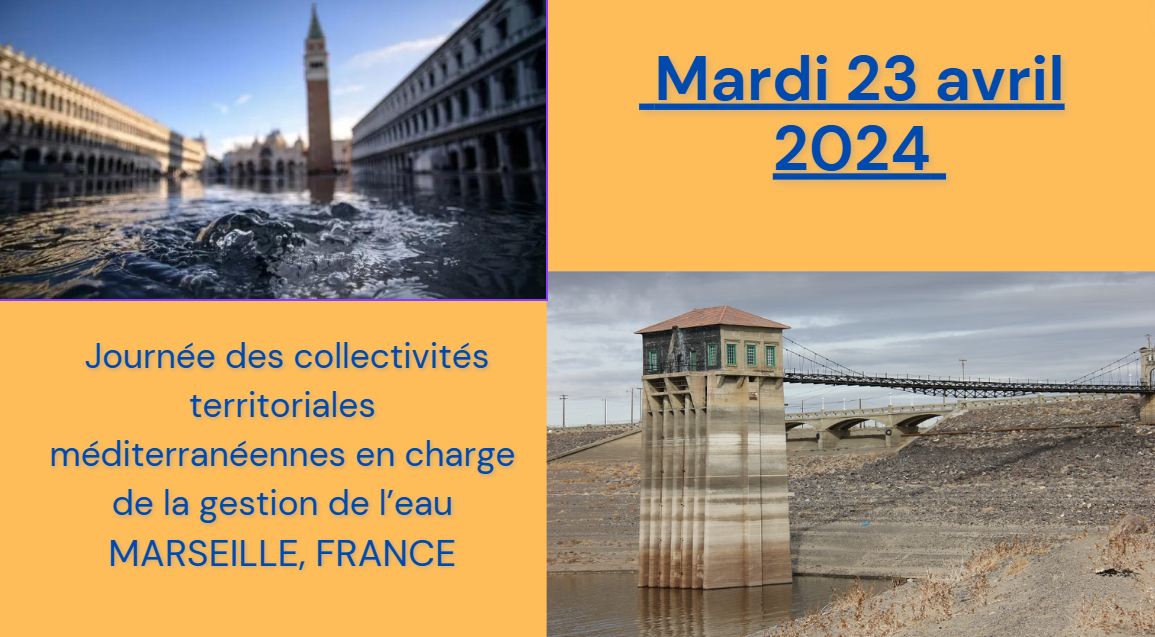 Mardi 23 avril
2024
Journée des collectivités
territoriales
méditerranéennes en charge
de la gestion de l’eau
MARSEILLE, FRANCE